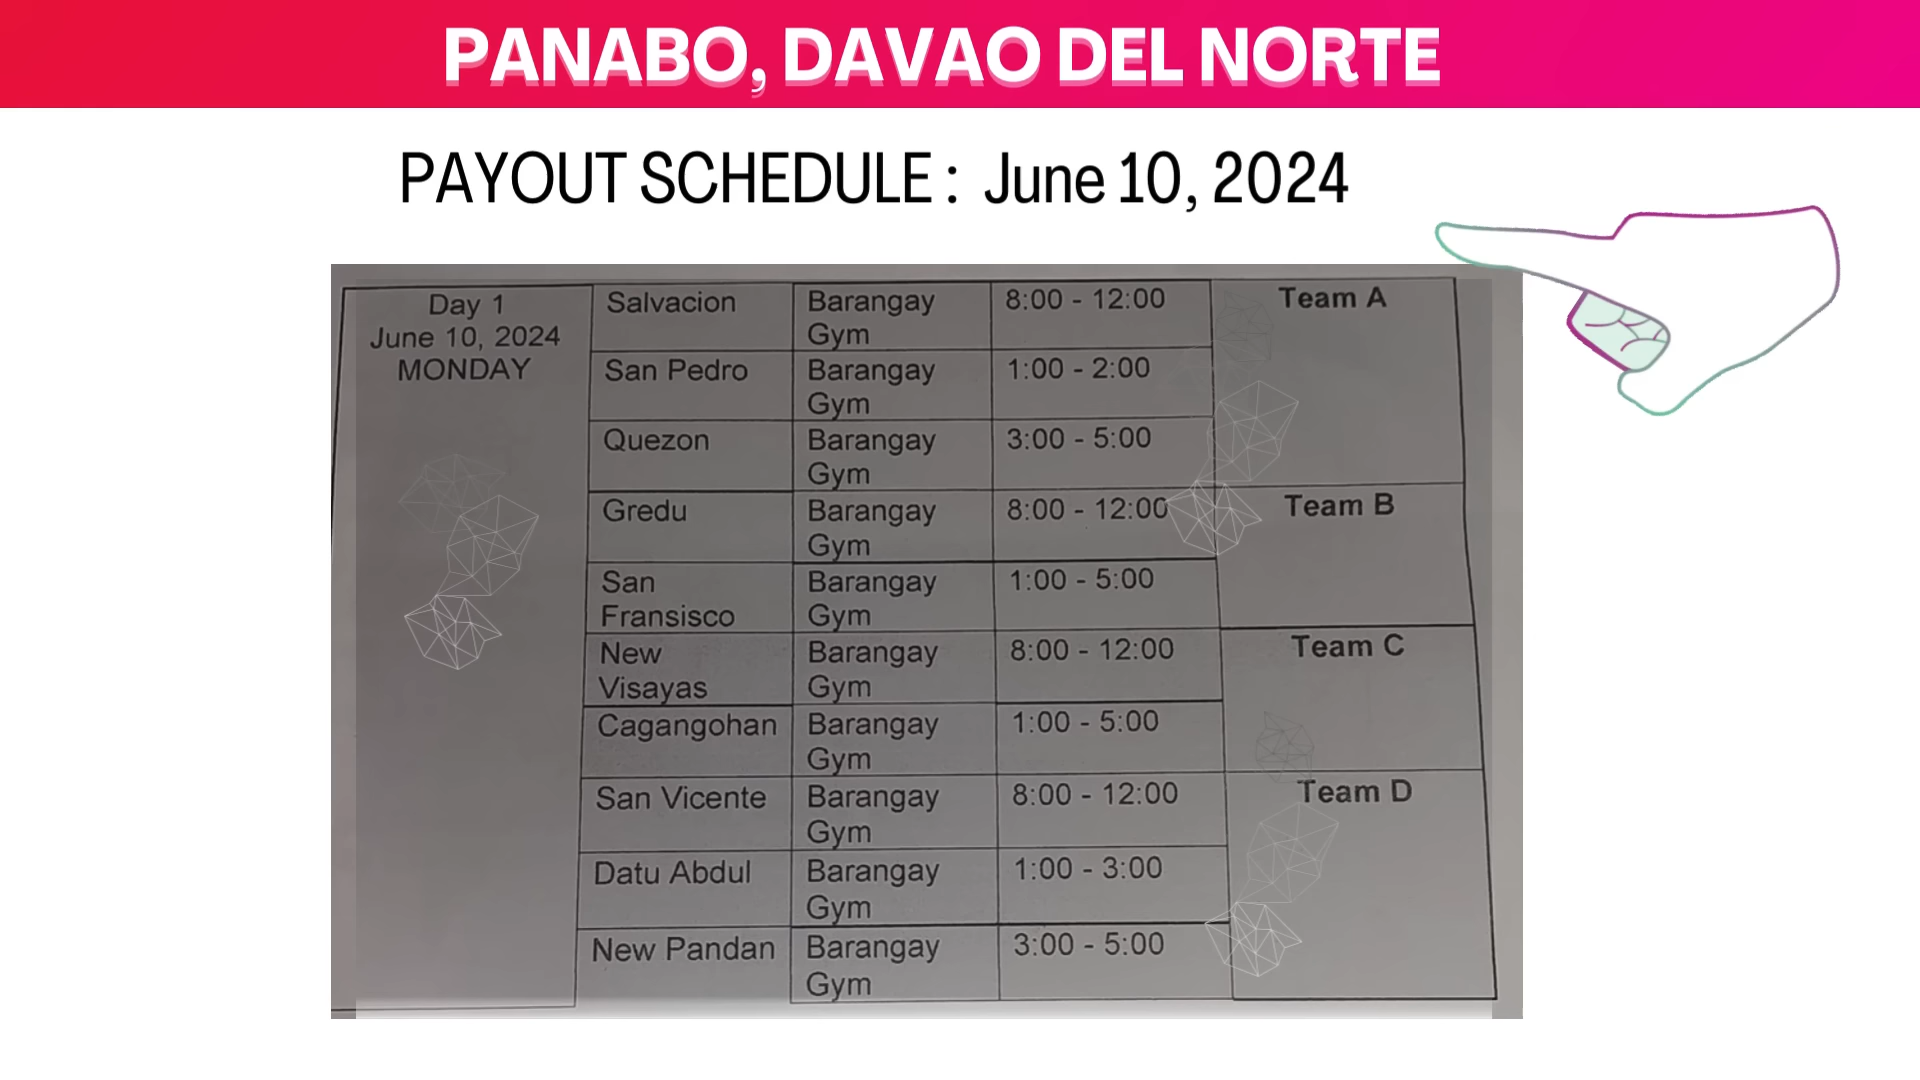 PANABO, DAVAO DEL NORTE
PAYOUT SCHEDULE : June 10, 2024
Day 1
June 10, 2024
MONDAY
Salvacion
Barangay
Gym
8:00 - 12:00
Team A
San Pedro
Barangay
Gym
1:00 - 2:00
Quezon
Barangay
Gym
3:00 - 5:00
Gredu
Barangay
Gym
8:00 - 12:00
Team B
San
Fransisco
Barangay
Gym
1:00 - 5:00
New
Visayas
Barangay
Gym
8:00 - 12:00
Team C
Cagangohan
Barangay
Gym
1:00 - 5:00
San Vicente
Barangay
Gym
8:00 - 12:00
Team D
Datu Abdul
Barangay
Gym
1:00 - 3:00
New Pandan
Barangay
Gym
3:00 - 5:00